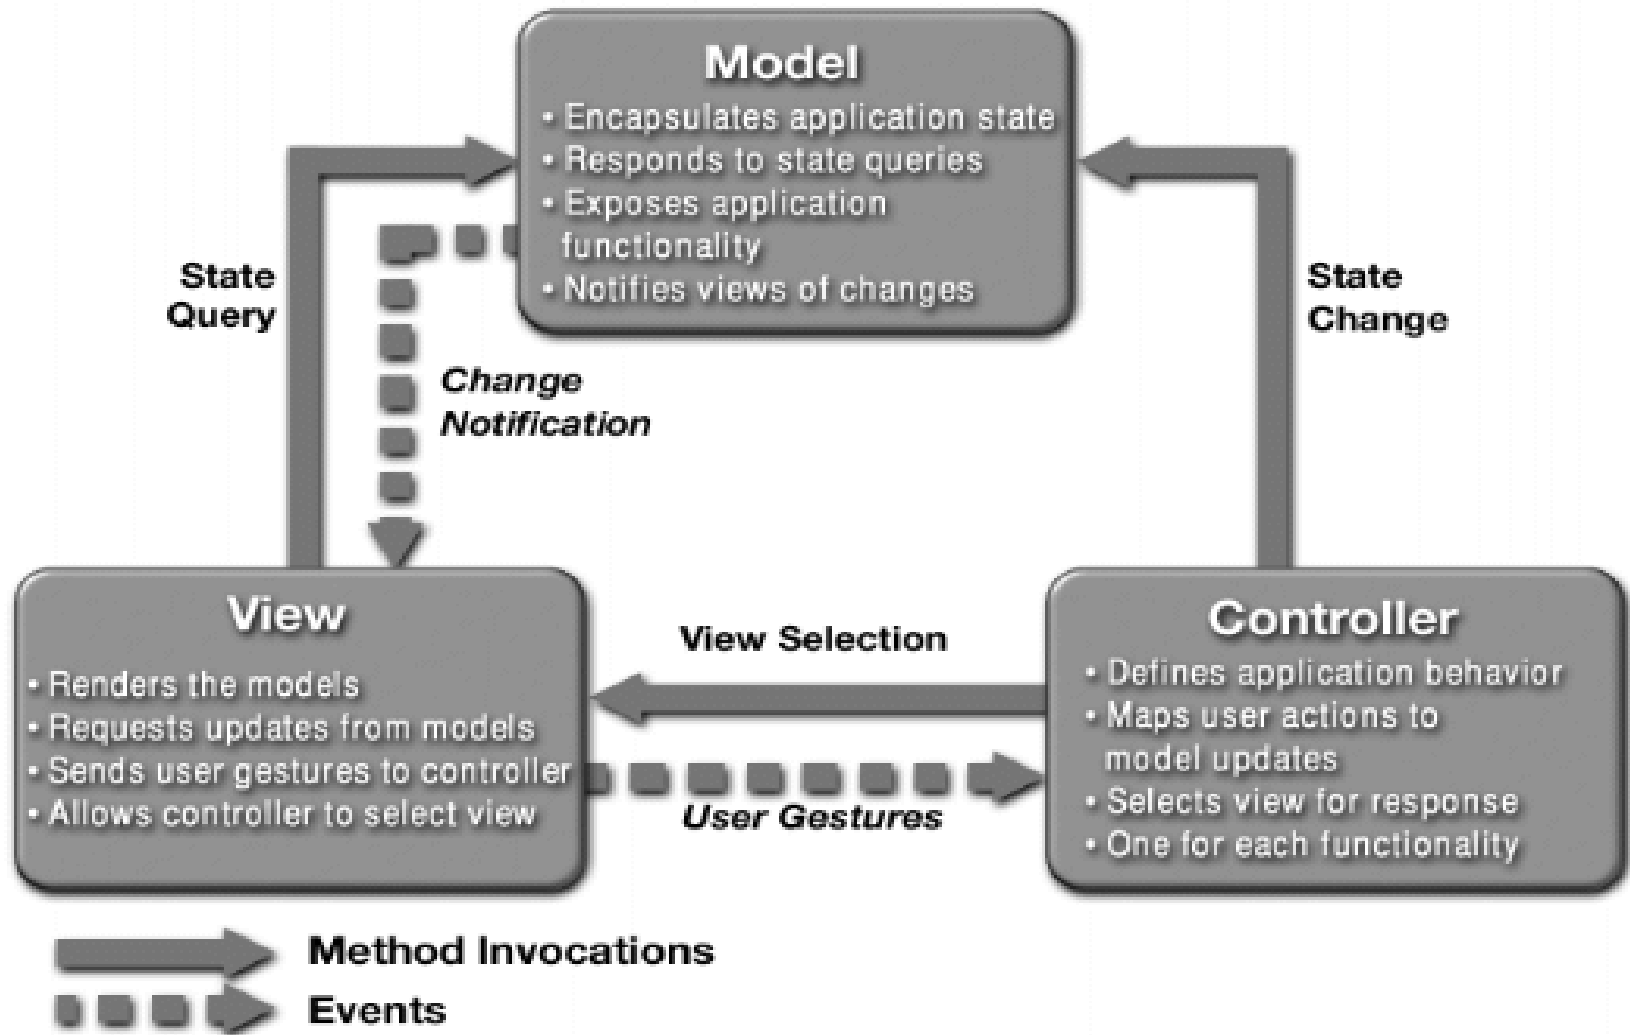 Model
• Encapsulates application state
• Responds to state queries
• Exposes application
functionality
• Notifies views of changes
State
Query
Change
Notification
State
Change
View
• Renders the models
• Requests updates from models
• Sends user gestures to controller
• Allows controller to select view
View Selection
User Gestures
Controller
• Defines application behavior
• Maps user actions to
model updates
• Selects view for response
• One for each functionality
Method Invocations
Events